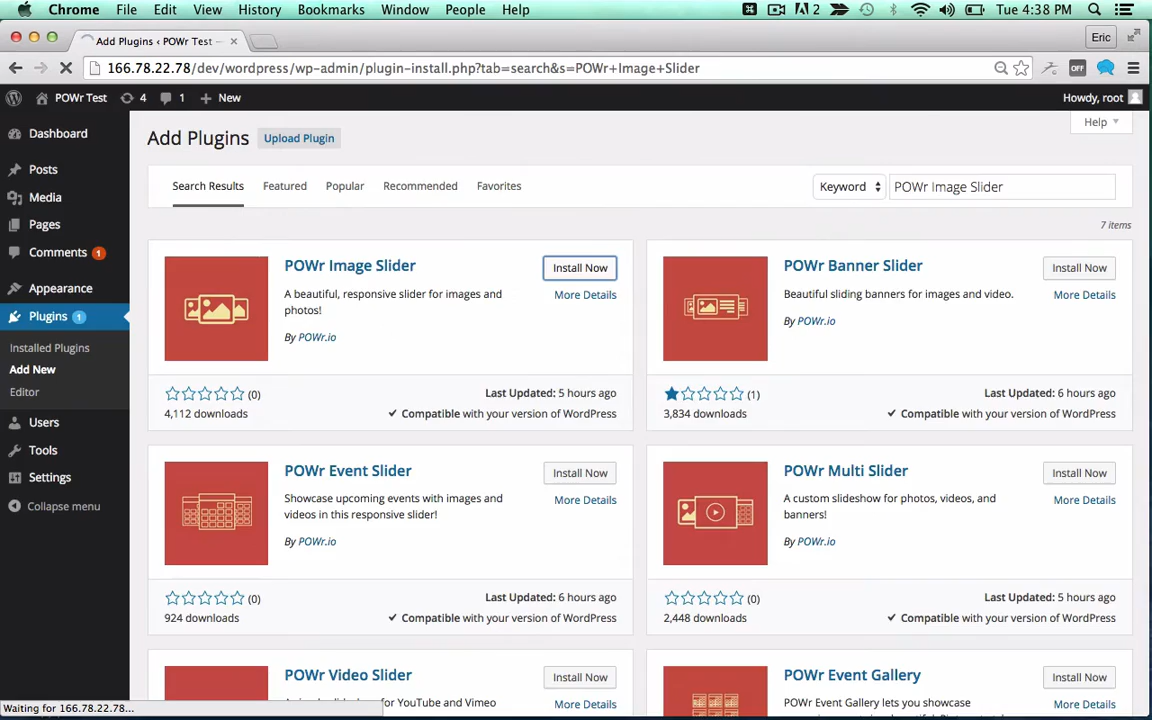 Chrome File Edit View History Bookmarks Window People Help 2 Tue 4:38 PM
Add Plugins ‹ POWr Test — Eric
166.78.22.78/dev/wordpress/wp-admin/plugin-install.php?tab=search&s=POWr+Image+Slider OFF
POWr Test 4 1 New Howdy, root
Help
Dashboard
Posts
Media
Pages
Comments 1
Appearance
Plugins 1
Installed Plugins
Add New
Editor
Users
Tools
Settings
Collapse menu
Add Plugins Upload Plugin
Search Results Featured Popular Recommended Favorites Keyword POWr Image Slider
7 items
POWr Image Slider Install Now
A beautiful, responsive slider for images and More Details
photos!
By POWr.io
(0) Last Updated: 5 hours ago
4,112 downloads ✓ Compatible with your version of WordPress
POWr Banner Slider Install Now
Beautiful sliding banners for images and video. More Details
By POWr.io
(1) Last Updated: 6 hours ago
3,834 downloads ✓ Compatible with your version of WordPress
POWr Event Slider Install Now
Showcase upcoming events with images and More Details
videos in this responsive slider!
By POWr.io
(0) Last Updated: 6 hours ago
924 downloads ✓ Compatible with your version of WordPress
POWr Multi Slider Install Now
A custom slideshow for photos, videos, and More Details
banners!
By POWr.io
(0) Last Updated: 5 hours ago
2,448 downloads ✓ Compatible with your version of WordPress
POWr Video Slider Install Now
for YouTube and Vimeo More Details
POWr Event Gallery Install Now
POWr Event Gallery lets you showcase More Details
Waiting for 166.78.22.78...